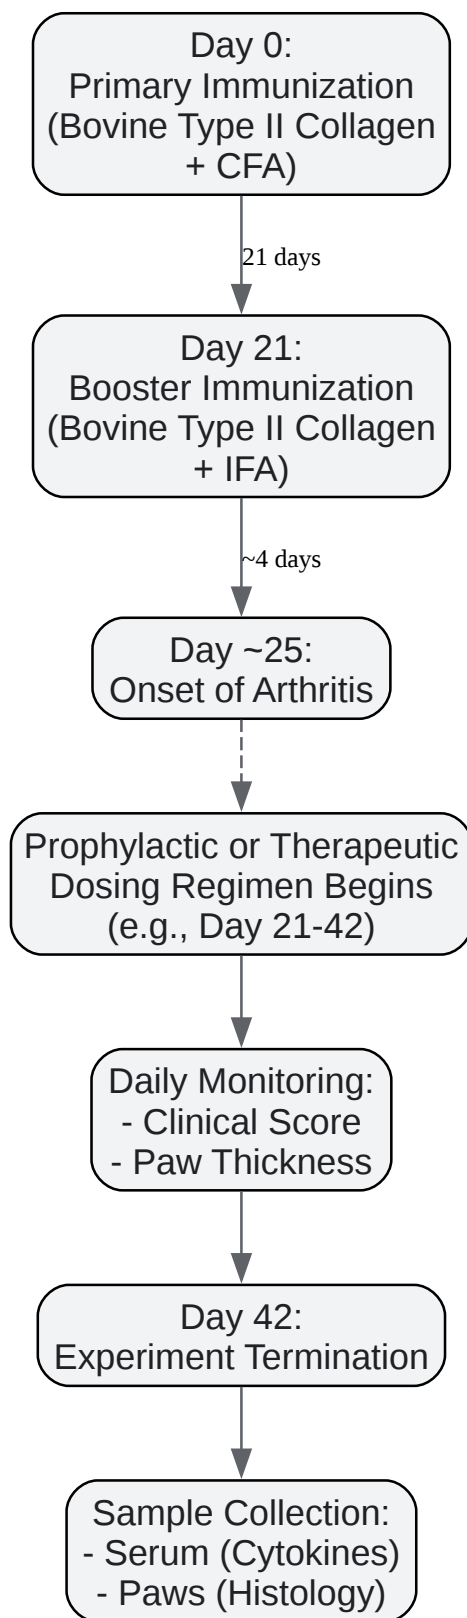 Day 0:
Primary Immunization
(Bovine Type II Collagen
+ CFA)
21 days
Day 21:
Booster Immunization
(Bovine Type II Collagen
+ IFA)
~4 days
Day ~25:
Onset of Arthritis
Prophylactic or Therapeutic
Dosing Regimen Begins
(e.g., Day 21-42)
Daily Monitoring:
- Clinical Score
- Paw Thickness
Day 42:
Experiment Termination
Sample Collection:
- Serum (Cytokines)
- Paws (Histology)